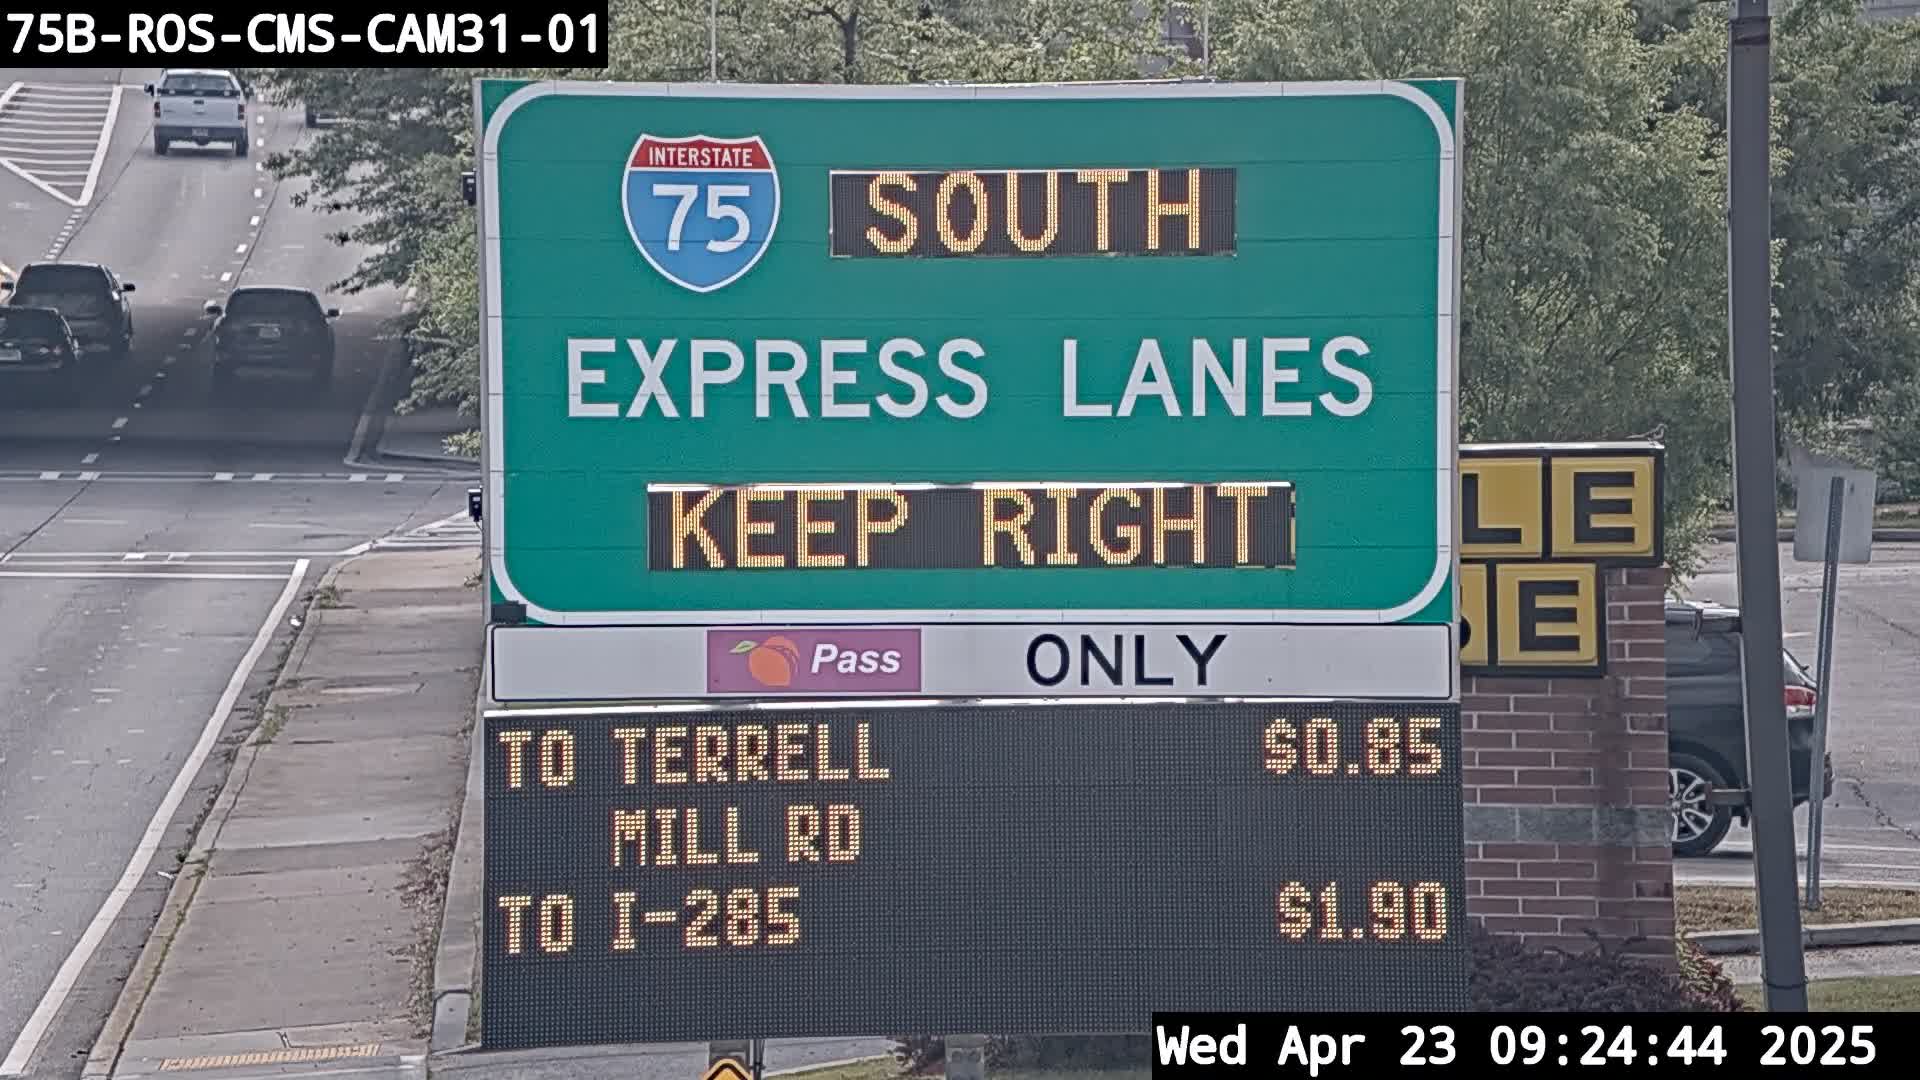 75B-ROS-CMS-CAM31-01
INTERSTATE
75
SOUTH
EXPRESS LANES
KEEP RIGHT
Pass ONLY
TO TERRELL $0.85
MILL RD
TO I-285 $1.90
LE
E
Wed Apr 23 09:24:44 2025